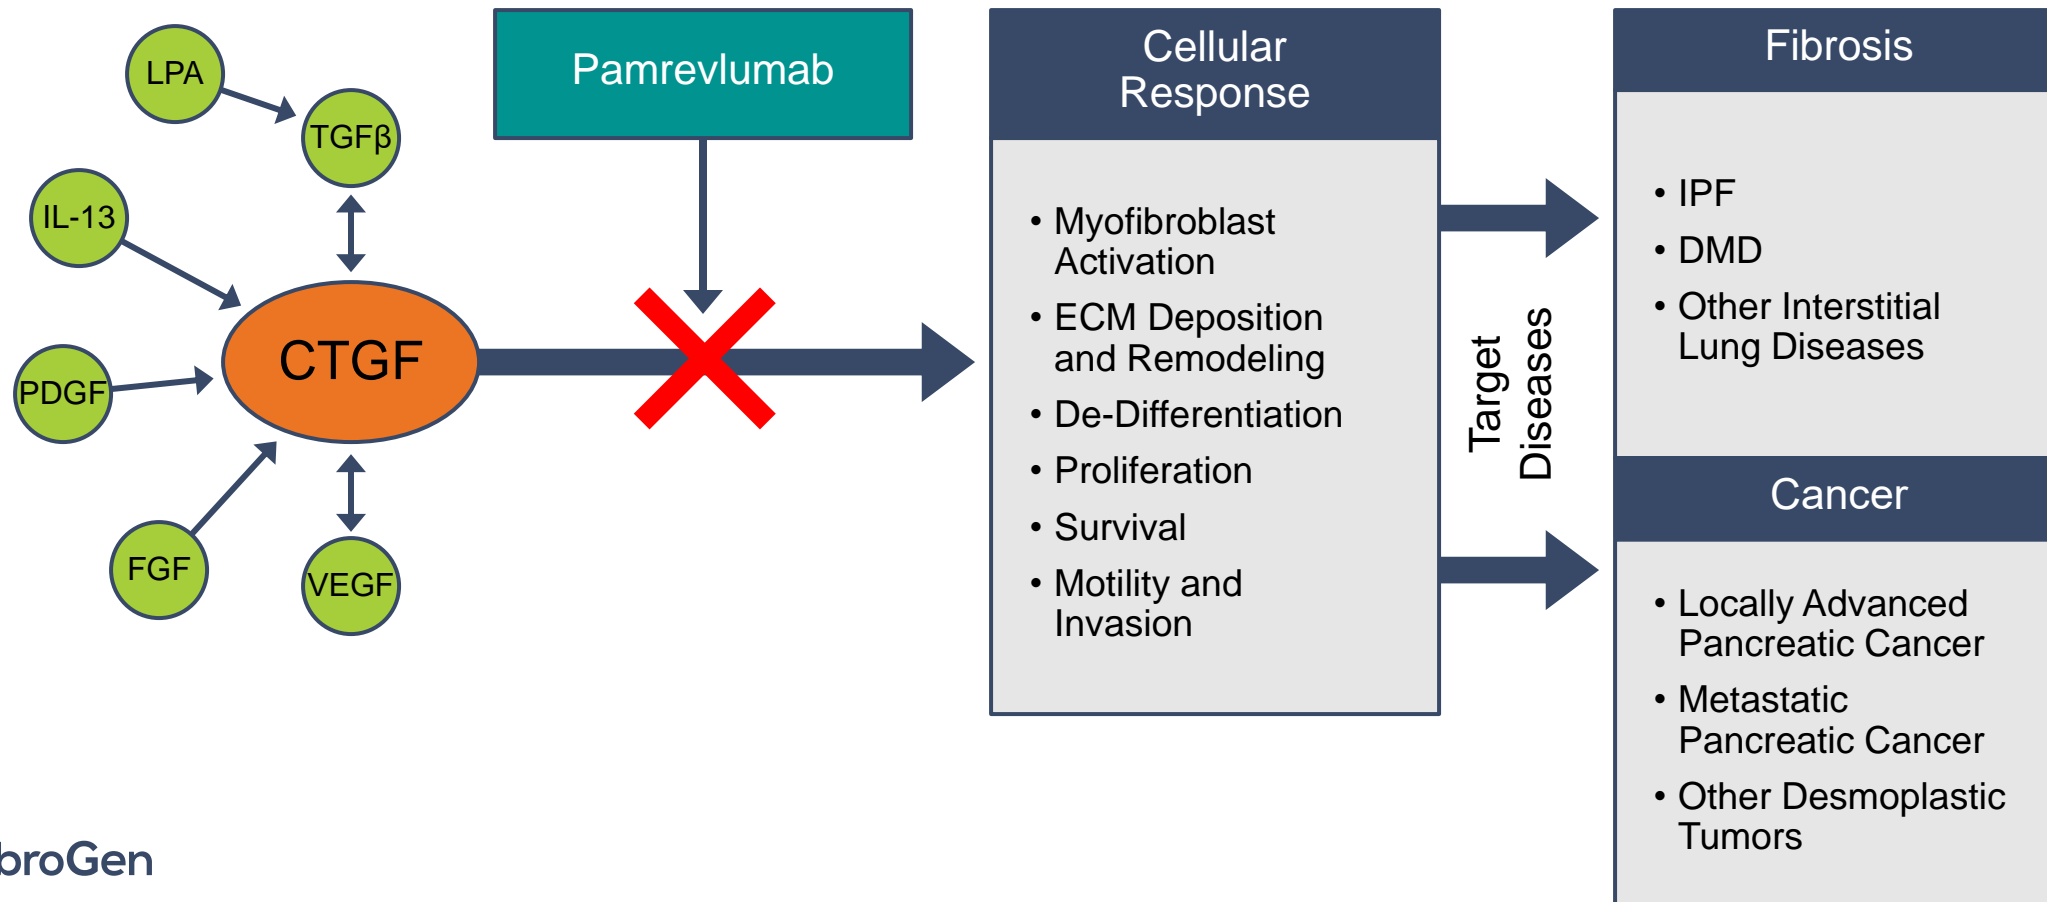 LPA
TGFβ
IL-13
PDGF
FGF
VEGF
CTGF
Pamrevlumab
Cellular
Response
• Myofibroblast
Activation
• ECM Deposition
and Remodeling
• De-Differentiation
• Proliferation
• Survival
• Motility and
Invasion
Target
Diseases
Fibrosis
• IPF
• DMD
• Other Interstitial
Lung Diseases
Cancer
• Locally Advanced
Pancreatic Cancer
• Metastatic
Pancreatic Cancer
• Other Desmoplastic
Tumors
broGen